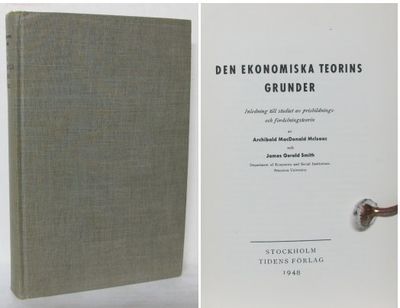 DEN EKONOMISKA TEORINS
GRUNDER
Inledning till studiet av prisbildnings-
och fördelningsteorin
av
Archibald MacDonald McIsaac
och
James Gerald Smith
Department of Economics and Social Institutions
Princeton University
STOCKHOLM
TIDENS FÖRLAG
1948